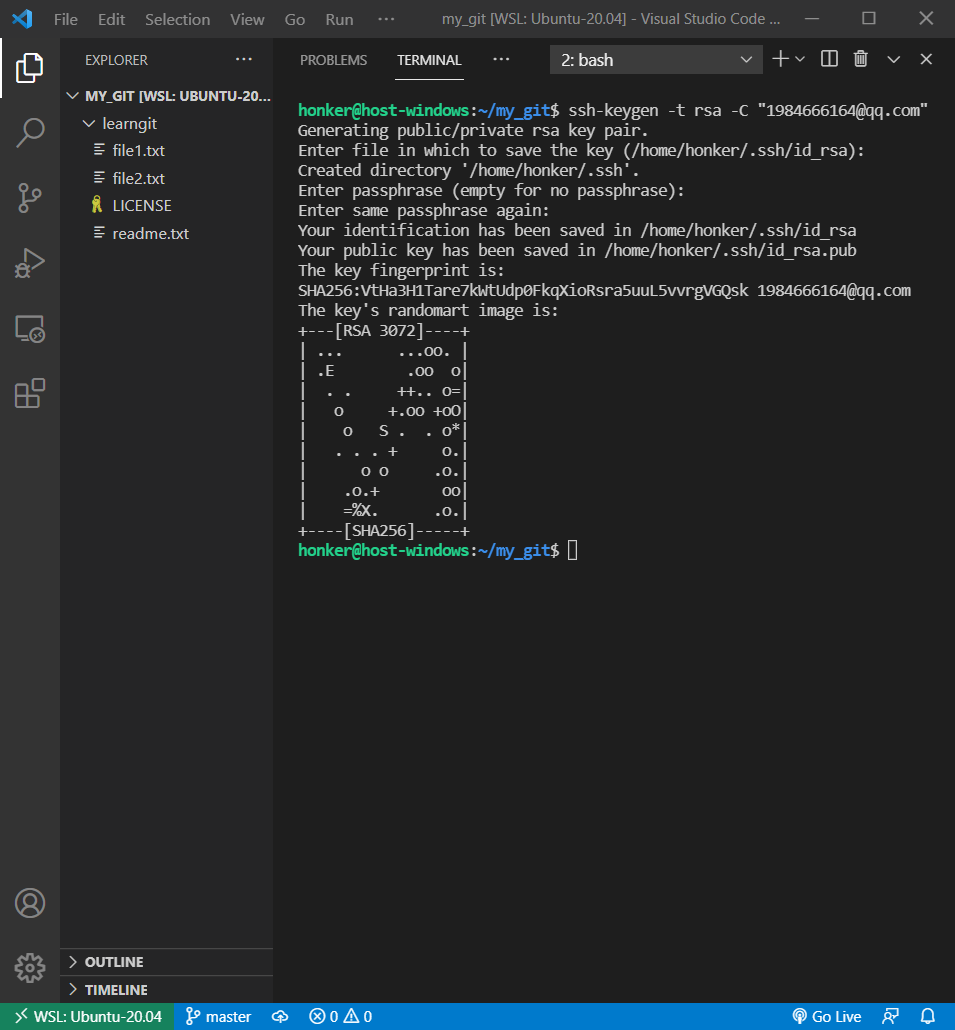 File Edit Selection View Go Run ··· my_git [WSL: Ubuntu-20.04] - Visual Studio Code ...
EXPLORER ···
MY_GIT [WSL: UBUNTU-20...
learngit
file1.txt
file2.txt
LICENSE
readme.txt
OUTLINE
TIMELINE
PROBLEMS TERMINAL ··· 2: bash
honker@host-windows:~/my_git$ ssh-keygen -t rsa -C "1984666164@qq.com"
Generating public/private rsa key pair.
Enter file in which to save the key (/home/honker/.ssh/id_rsa):
Created directory '/home/honker/.ssh'.
Enter passphrase (empty for no passphrase):
Enter same passphrase again:
Your identification has been saved in /home/honker/.ssh/id_rsa
Your public key has been saved in /home/honker/.ssh/id_rsa.pub
The key fingerprint is:
SHA256:VtHa3H1Tare7kWtUdp0FkqXioRsra5uuL5vvrgVGQsk 1984666164@qq.com
The key's randomart image is:
+---[RSA 3072]----+
| ...      ...oo. |
| .E        .oo  o|
|  . .     ++.. o=|
|   o     +.oo +oO|
|    o   S .  . o*|
|   . . . +     o.|
|      o o     .o.|
|    .o.+       oo|
|    =%X.      .o.|
+----[SHA256]-----+
honker@host-windows:~/my_git$
WSL: Ubuntu-20.04 master 0 0 Go Live